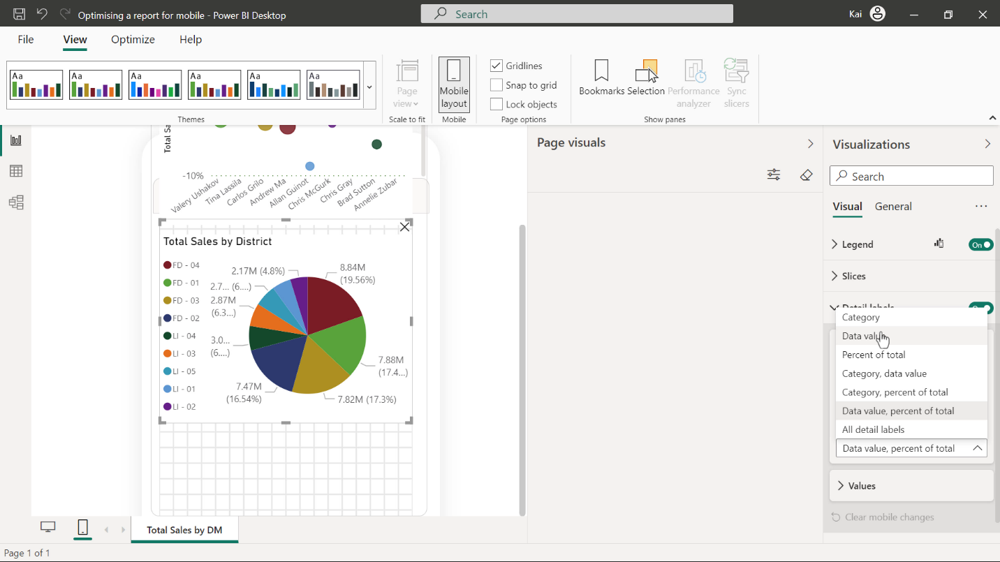 Optimising a report for mobile - Power BI Desktop
Search
Kai
File
View
Optimize
Help
Aa
Aa
Aa
Aa
Aa
Aa
Page
view
Mobile
layout
Gridlines
Snap to grid
Lock objects
Bookmarks
Selection
Performance
analyzer
Sync
slicers
Themes
Scale to fit
Mobile
Page options
Show panes
Total Sa
-10%
Valery Ushakov
Tina Lassila
Carlos Grilo
Andrew Ma
Allan Guinot
Chris McGurk
Chris Gray
Brad Sutton
Annelie Zubar
Total Sales by District
FD - 04
FD - 01
FD - 03
FD - 02
LI - 04
LI - 03
LI - 05
LI - 01
LI - 02
2.17M (4.8%)
8.84M
(19.56%)
2.7... (6....)
2.87M
(6.3...)
3.0...
(6....)
7.88M
(17.4...)
7.47M
(16.54%)
7.82M (17.3%)
Page visuals
Visualizations
Search
Visual
General
Legend
On
Slices
Detail labels
Category
Data value
Percent of total
Category, data value
Category, percent of total
Data value, percent of total
All detail labels
Data value, percent of total
Values
Clear mobile changes
Total Sales by DM
Page 1 of 1